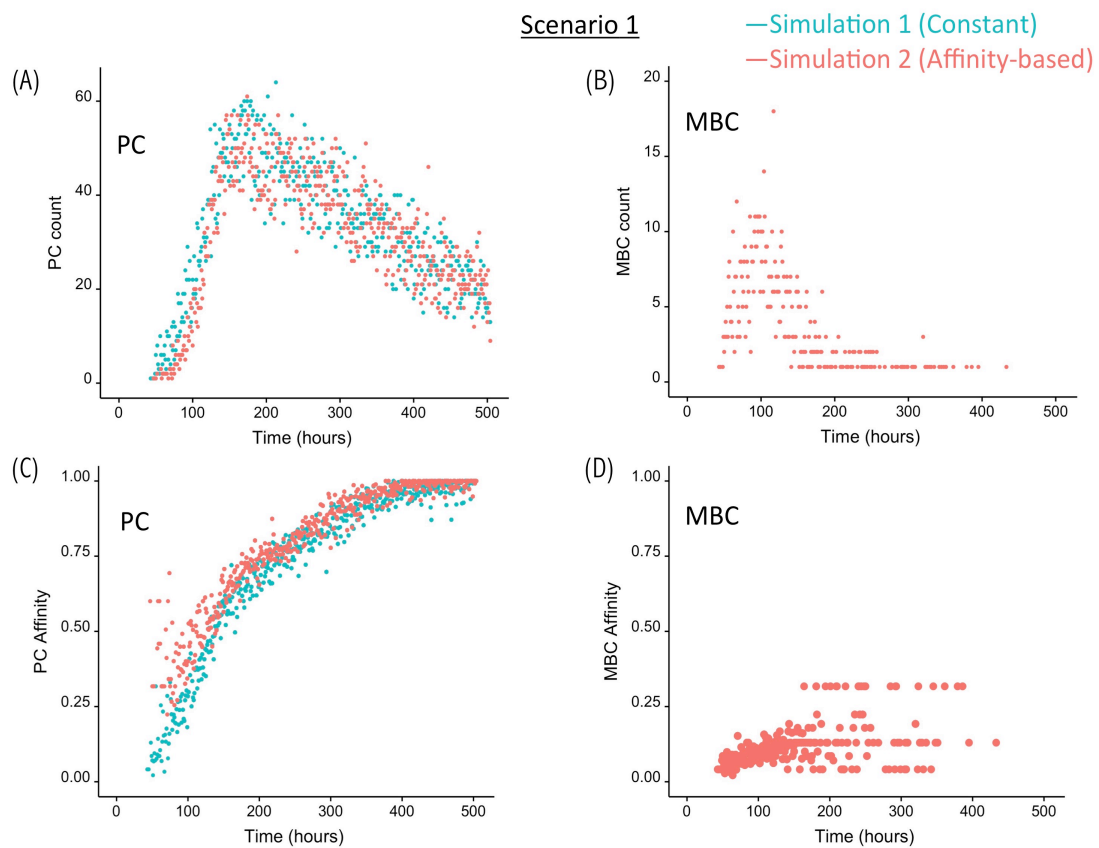 Scenario 1
—Simulation 1 (Constant)
—Simulation 2 (Affinity-based)
(A)
PC
PC count
60
40
20
0
0 100 200 300 400 500
Time (hours)
(B)
MBC
MBC count
20
15
10
5
0
0 100 200 300 400 500
Time (hours)
(C)
PC
PC Affinity
1.00
0.75
0.50
0.25
0.00
0 100 200 300 400 500
Time (hours)
(D)
MBC
MBC Affinity
1.00
0.75
0.50
0.25
0.00
0 100 200 300 400 500
Time (hours)